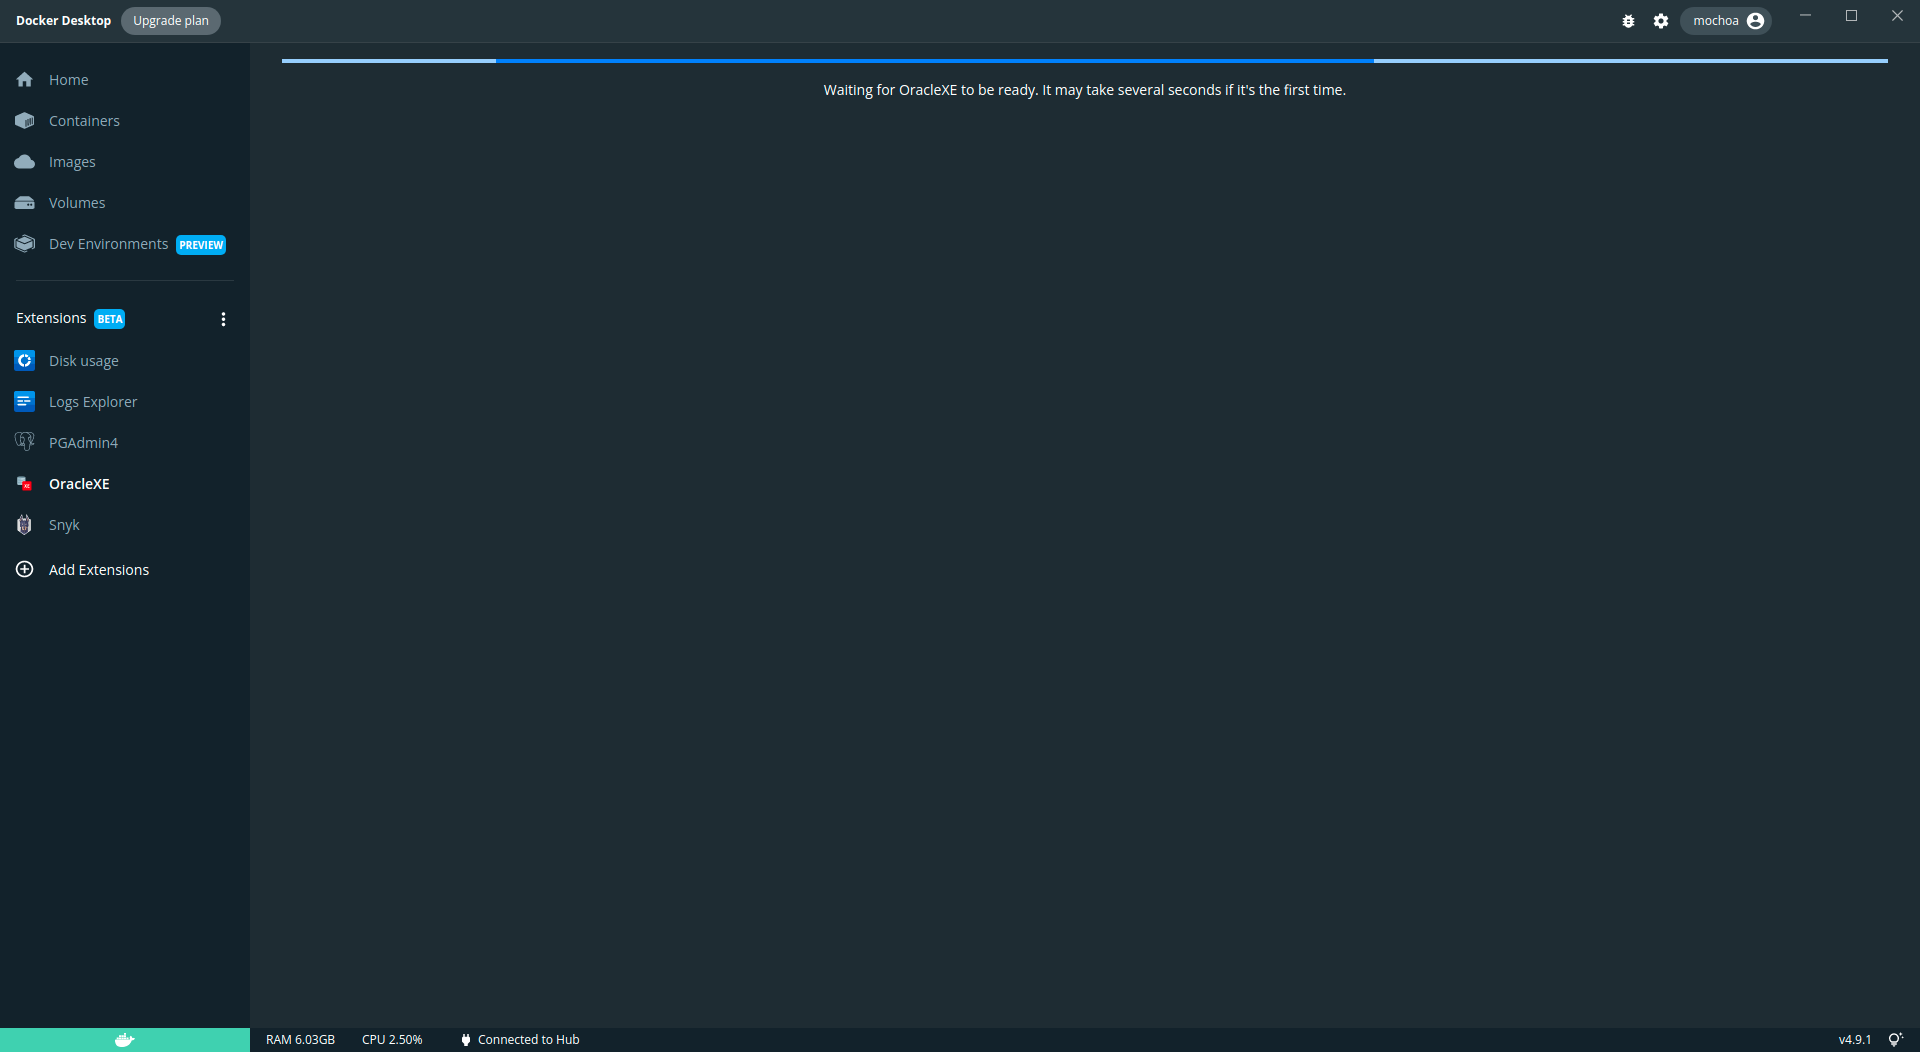 Docker Desktop Upgrade plan mochoa
Home
Containers
Images
Volumes
Dev Environments PREVIEW
Extensions BETA
Disk usage
Logs Explorer
PGAdmin4
OracleXE
Snyk
Add Extensions
Waiting for OracleXE to be ready. It may take several seconds if it's the first time.
RAM 6.03GB CPU 2.50% Connected to Hub v4.9.1